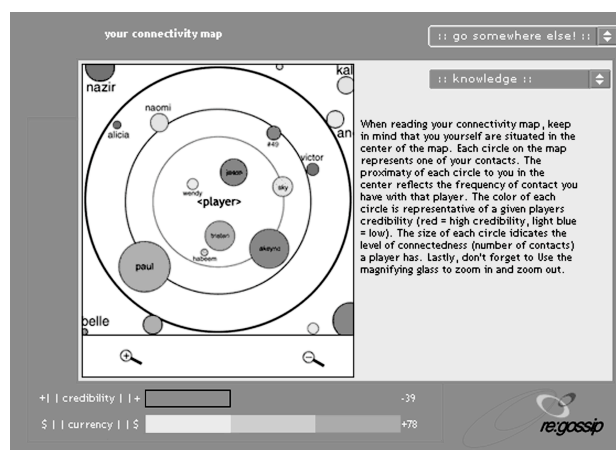 your connectivity map
:: go somewhere else! ::
:: knowledge ::
nazir
kal
naomi
alicia
an
#49
victor
jason
wendy
sky
<player>
tristen
habeem
akeyno
paul
belle
When reading your connectivity map, keep
in mind that you yourself are situated in the
center of the map. Each circle on the map
represents one of your contacts. The
proximaty of each circle to you in the
center reflects the frequency of contact you
have with that player. The color of each
circle is representative of a given players
credibility (red = high credibility, light blue
= low). The size of each circle idicates the
level of connectedness (number of contacts)
a player has. Lastly, don't forget to Use the
magnifying glass to zoom in and zoom out.
+| | credibility | |+
-39
$ | | currency | |$
+78
re:gossip